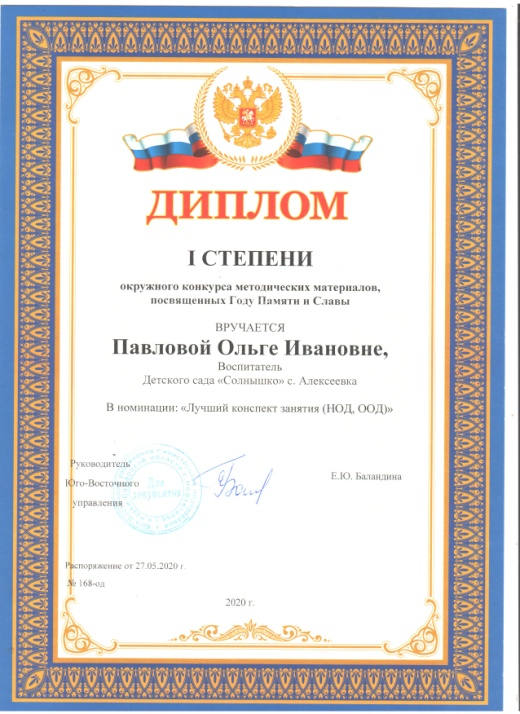 ДИПЛОМ
I СТЕПЕНИ
окружного конкурса методических материалов,
посвященных Году Памяти и Славы
ВРУЧАЕТСЯ
Павловой Ольге Ивановне,
Воспитатель
Детского сада «Солнышко» с. Алексеевка
В номинации: «Лучший конспект занятия (НОД, ООД)»
Руководитель
Юго-Восточного
управления
Для
документов
Е.Ю. Баландина
Распоряжение от 27.05.2020 г.
№ 168-од
2020 г.